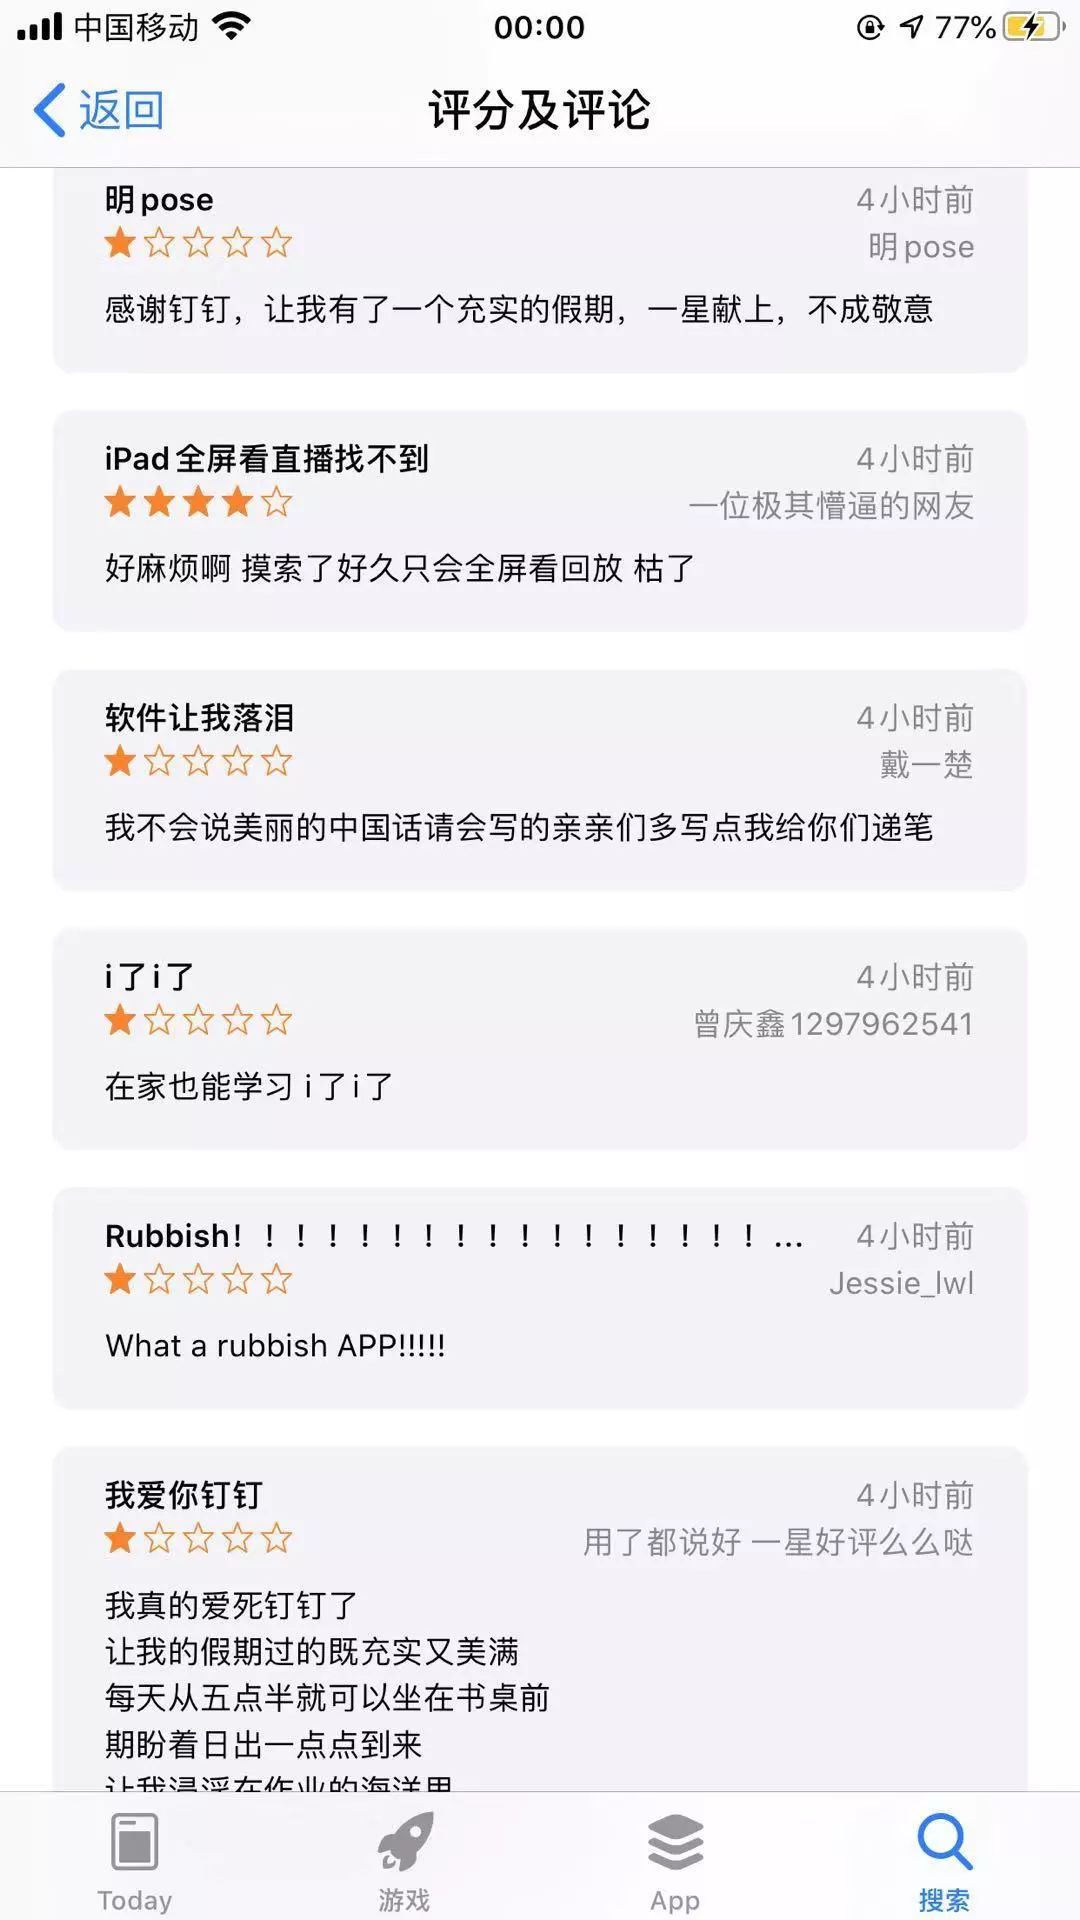 中国移动
00:00
77%
返回
评分及评论
明pose
4小时前
明pose
感谢钉钉，让我有了一个充实的假期，一星献上，不成敬意
iPad全屏看直播找不到
4小时前
一位极其懵逼的网友
好麻烦啊 摸索了好久只会全屏看回放 枯了
软件让我落泪
4小时前
戴一楚
我不会说美丽的中国话请会写的亲亲们多写点我给你们递笔
i了i了
4小时前
曾庆鑫1297962541
在家也能学习 i了i了
Rubbish！！！！！！！！！！！！！！！！！...
4小时前
Jessie_lwl
What a rubbish APP!!!!!
我爱你钉钉
4小时前
用了都说好 一星好评么么哒
我真的爱死钉钉了
让我的假期过的既充实又美满
每天从五点半就可以坐在书桌前
期盼着日出一点点到来
让我浸淫在作业的海洋里
Today
游戏
App
搜索